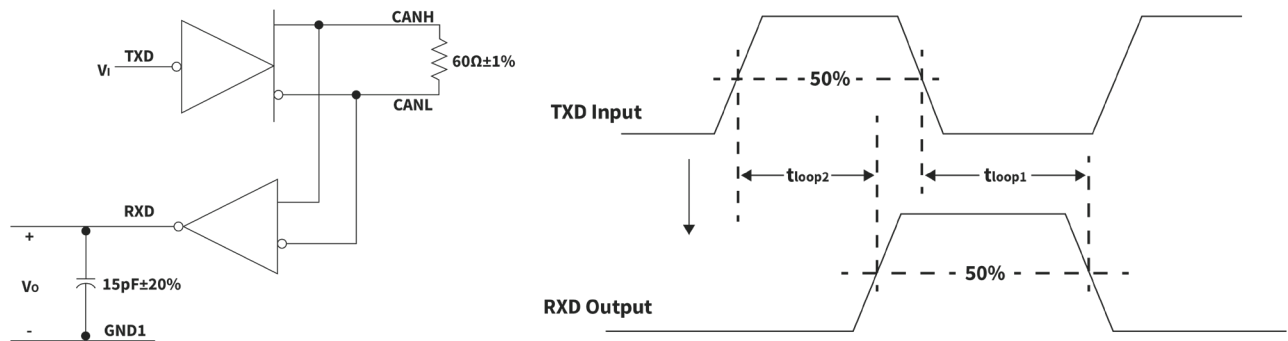 CANH
TXD
VI
60Ω±1%
CANL
RXD
+
VO
15pF±20%
-
GND1
50%
TXD Input
tloop2
tloop1
50%
RXD Output